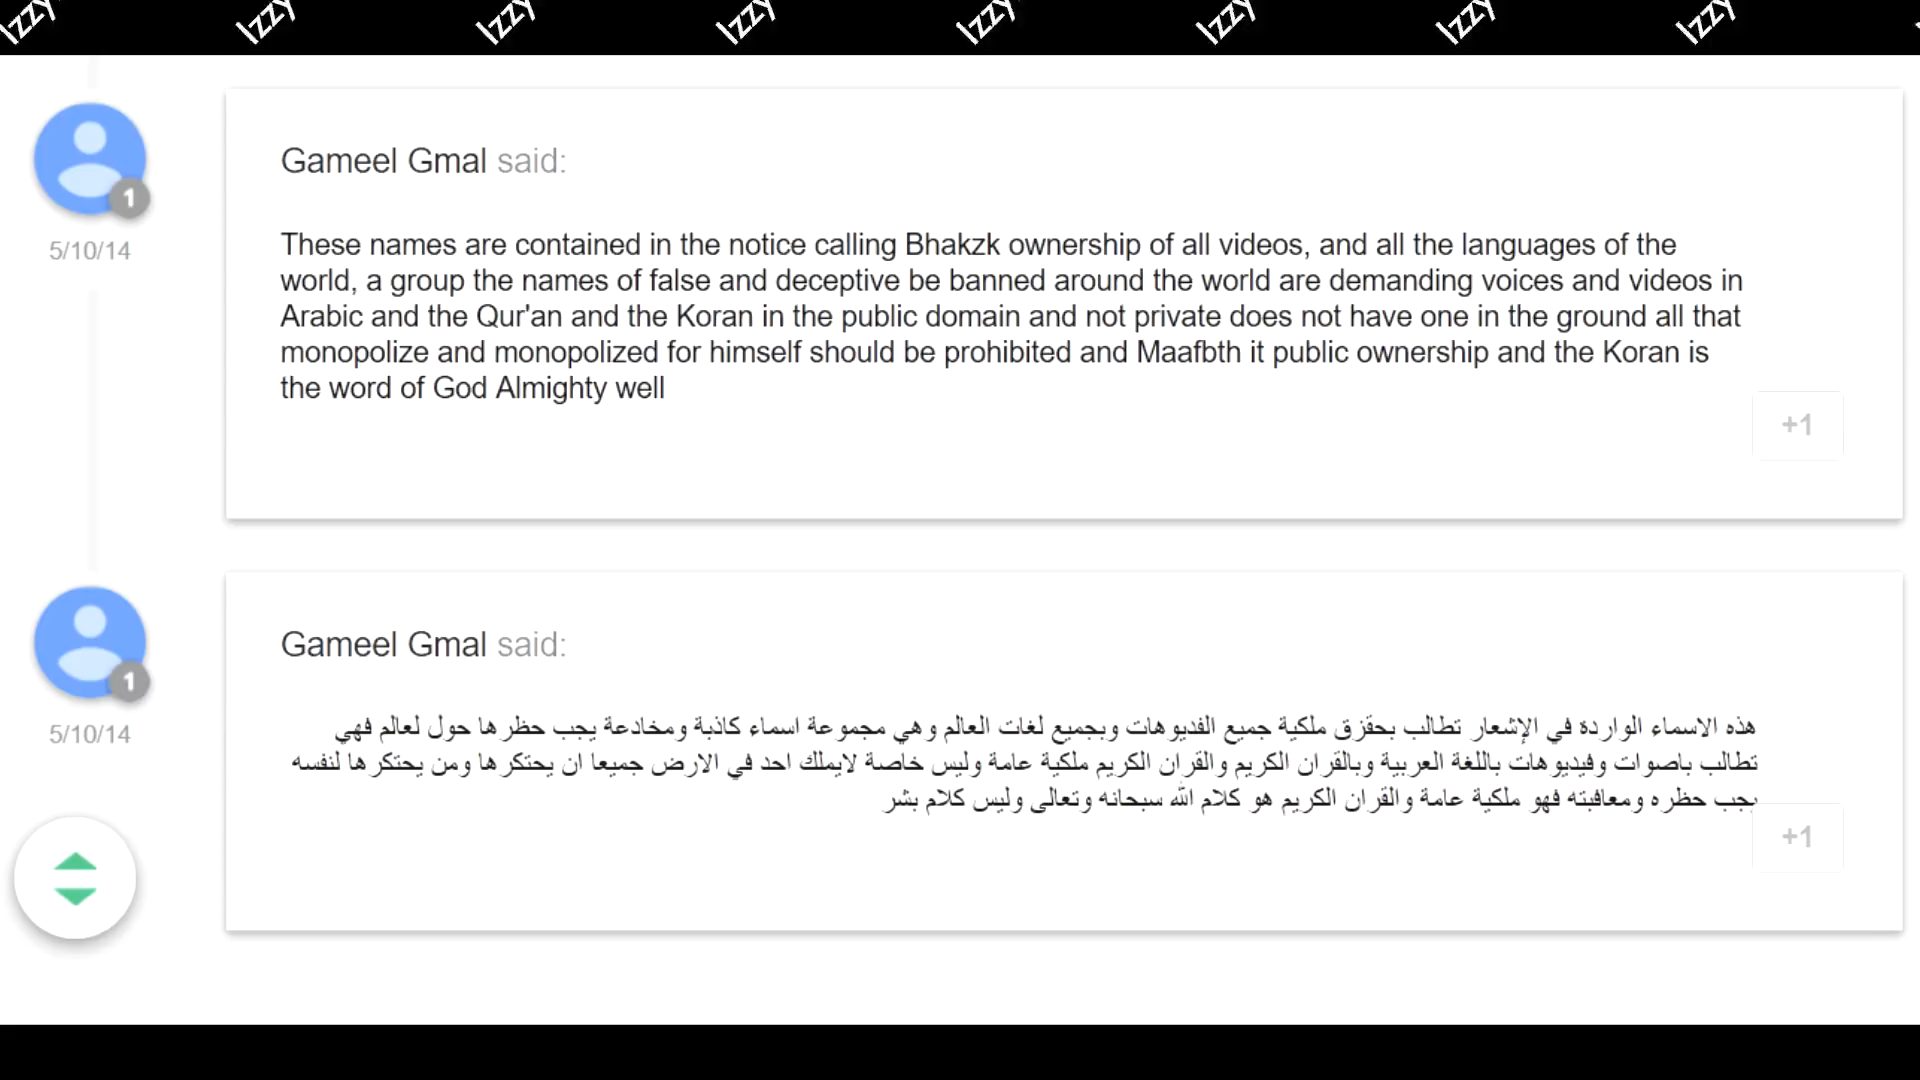 Izzy Izzy Izzy Izzy Izzy Izzy Izzy Izzy
Gameel Gmal said:
1
5/10/14
These names are contained in the notice calling Bhakzk ownership of all videos, and all the languages of the
world, a group the names of false and deceptive be banned around the world are demanding voices and videos in
Arabic and the Qur'an and the Koran in the public domain and not private does not have one in the ground all that
monopolize and monopolized for himself should be prohibited and Maafbth it public ownership and the Koran is
the word of God Almighty well
+1
Gameel Gmal said:
1
5/10/14
هذه الاسماء الواردة في الإشعار تطالب بحقزق ملكية جميع الفديوهات وبجميع لغات العالم وهي مجموعة اسماء كاذبة ومخادعة يجب حظرها حول لعالم فهي
تطالب باصوات وفيديوهات باللغة العربية وبالقران الكريم والقران الكريم ملكية عامة وليس خاصة لايملك احد في الارض جميعا ان يحتكرها ومن يحتكرها لنفسه
يجب حظره ومعافبته فهو ملكية عامة والقران الكريم هو كلام الله سبحانه وتعالى وليس كلام بشر
+1